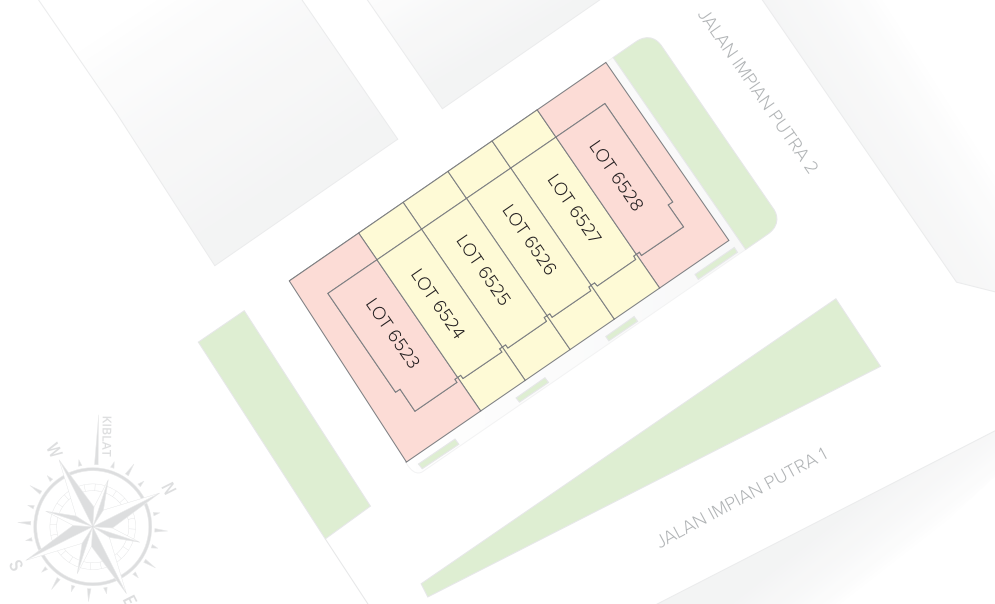 JALAN IMPIAN PUTRA 2
LOT 6528
LOT 6527
LOT 6526
LOT 6525
LOT 6524
LOT 6523
JALAN IMPIAN PUTRA 1
KIBLAT
W
N
S
E